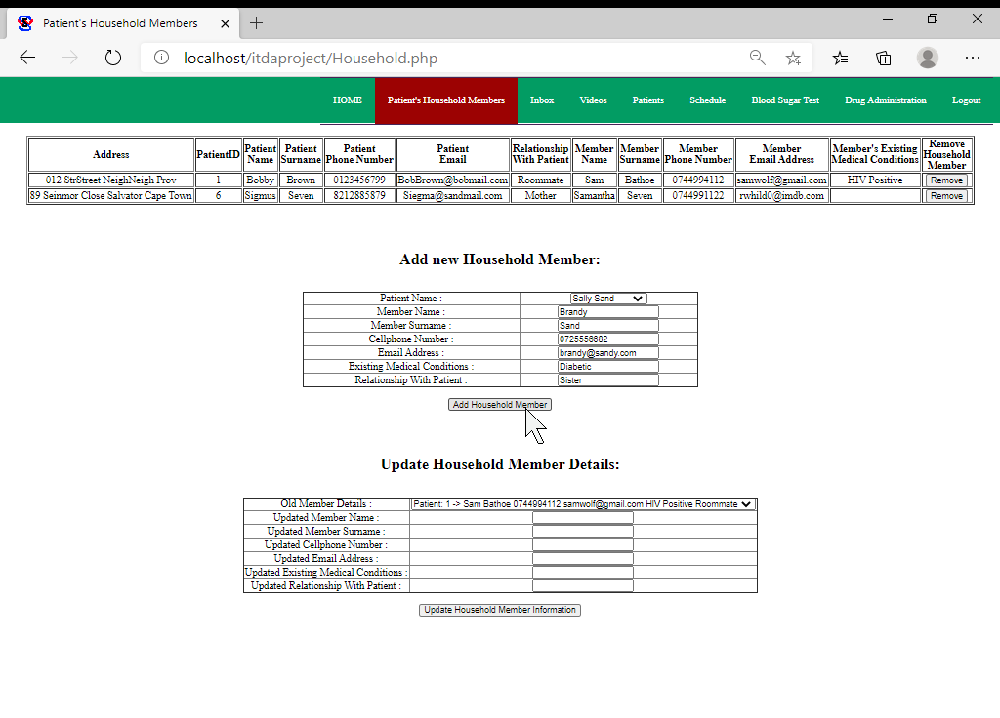 Patient's Household Members
localhost/itdaproject/Household.php
HOME Patient's Household Members Inbox Videos Patients Schedule Blood Sugar Test Drug Administration Logout
Address PatientID Patient Name Patient Surname Patient Phone Number Patient Email Relationship With Patient Member Name Member Surname Member Phone Number Member Email Address Member's Existing Medical Conditions Remove Household Member
012 StrStreet NeighNeigh Prov 1 Bobby Brown 0123456799 BobBrown@bobmail.com Roommate Sam Bathoe 0744994112 samwolf@gmail.com HIV Positive Remove
89 Seinmor Close Salvator Cape Town 6 Sigmus Seven 8212885879 Siegma@sandmail.com Mother Samantha Seven 0744991122 rwhild0@imdb.com Remove
Add new Household Member:
Patient Name : Sally Sand
Member Name : Brandy
Member Surname : Sand
Cellphone Number : 0725556682
Email Address : brandy@sandy.com
Existing Medical Conditions : Diabetic
Relationship With Patient : Sister
Add Household Member
Update Household Member Details:
Old Member Details : Patient: 1 -> Sam Bathoe 0744994112 samwolf@gmail.com HIV Positive Roommate
Updated Member Name :
Updated Member Surname :
Updated Cellphone Number :
Updated Email Address :
Updated Existing Medical Conditions :
Updated Relationship With Patient :
Update Household Member Information